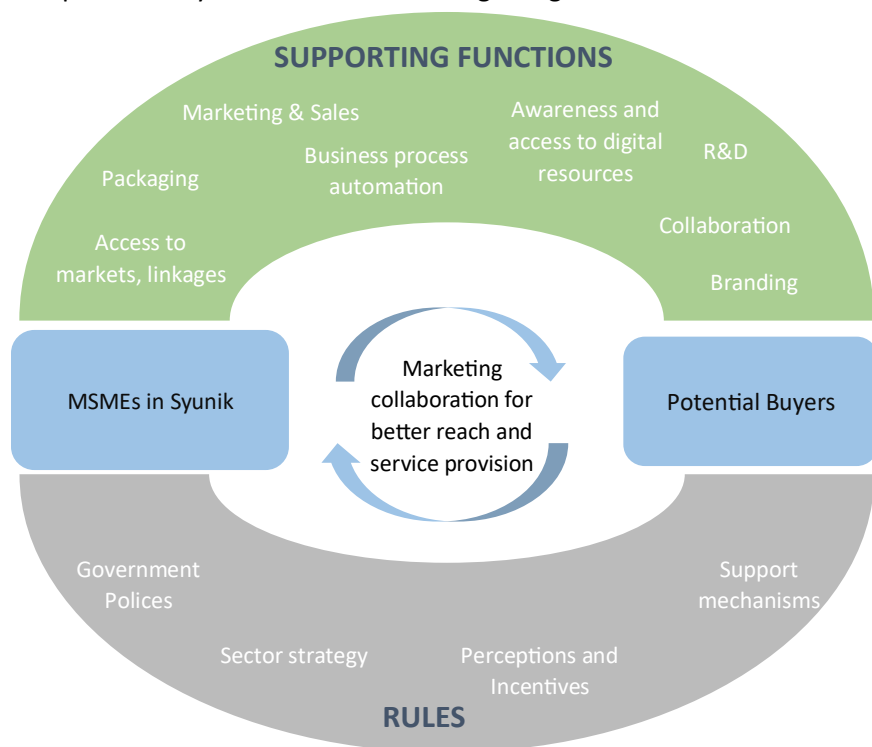 SUPPORTING FUNCTIONS
Marketing & Sales
Awareness and
access to digital
resources
R&D
Business process
automation
Packaging
Collaboration
Access to
markets, linkages
Branding
MSMEs in Syunik
Marketing
collaboration for
better reach and
service provision
Potential Buyers
Government
Polices
Support
mechanisms
Sector strategy
Perceptions and
Incentives
RULES